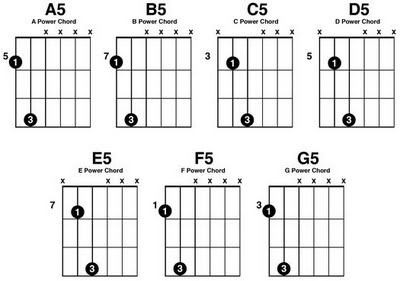 A5
A Power Chord
x x x x
5
1
3
B5
B Power Chord
x x x x
7
1
3
C5
C Power Chord
x x x x
3
1
3
D5
D Power Chord
x x x x
5
1
3
E5
E Power Chord
x x x x
7
1
3
F5
F Power Chord
x x x x
1
1
3
G5
G Power Chord
x x x x
3
1
3